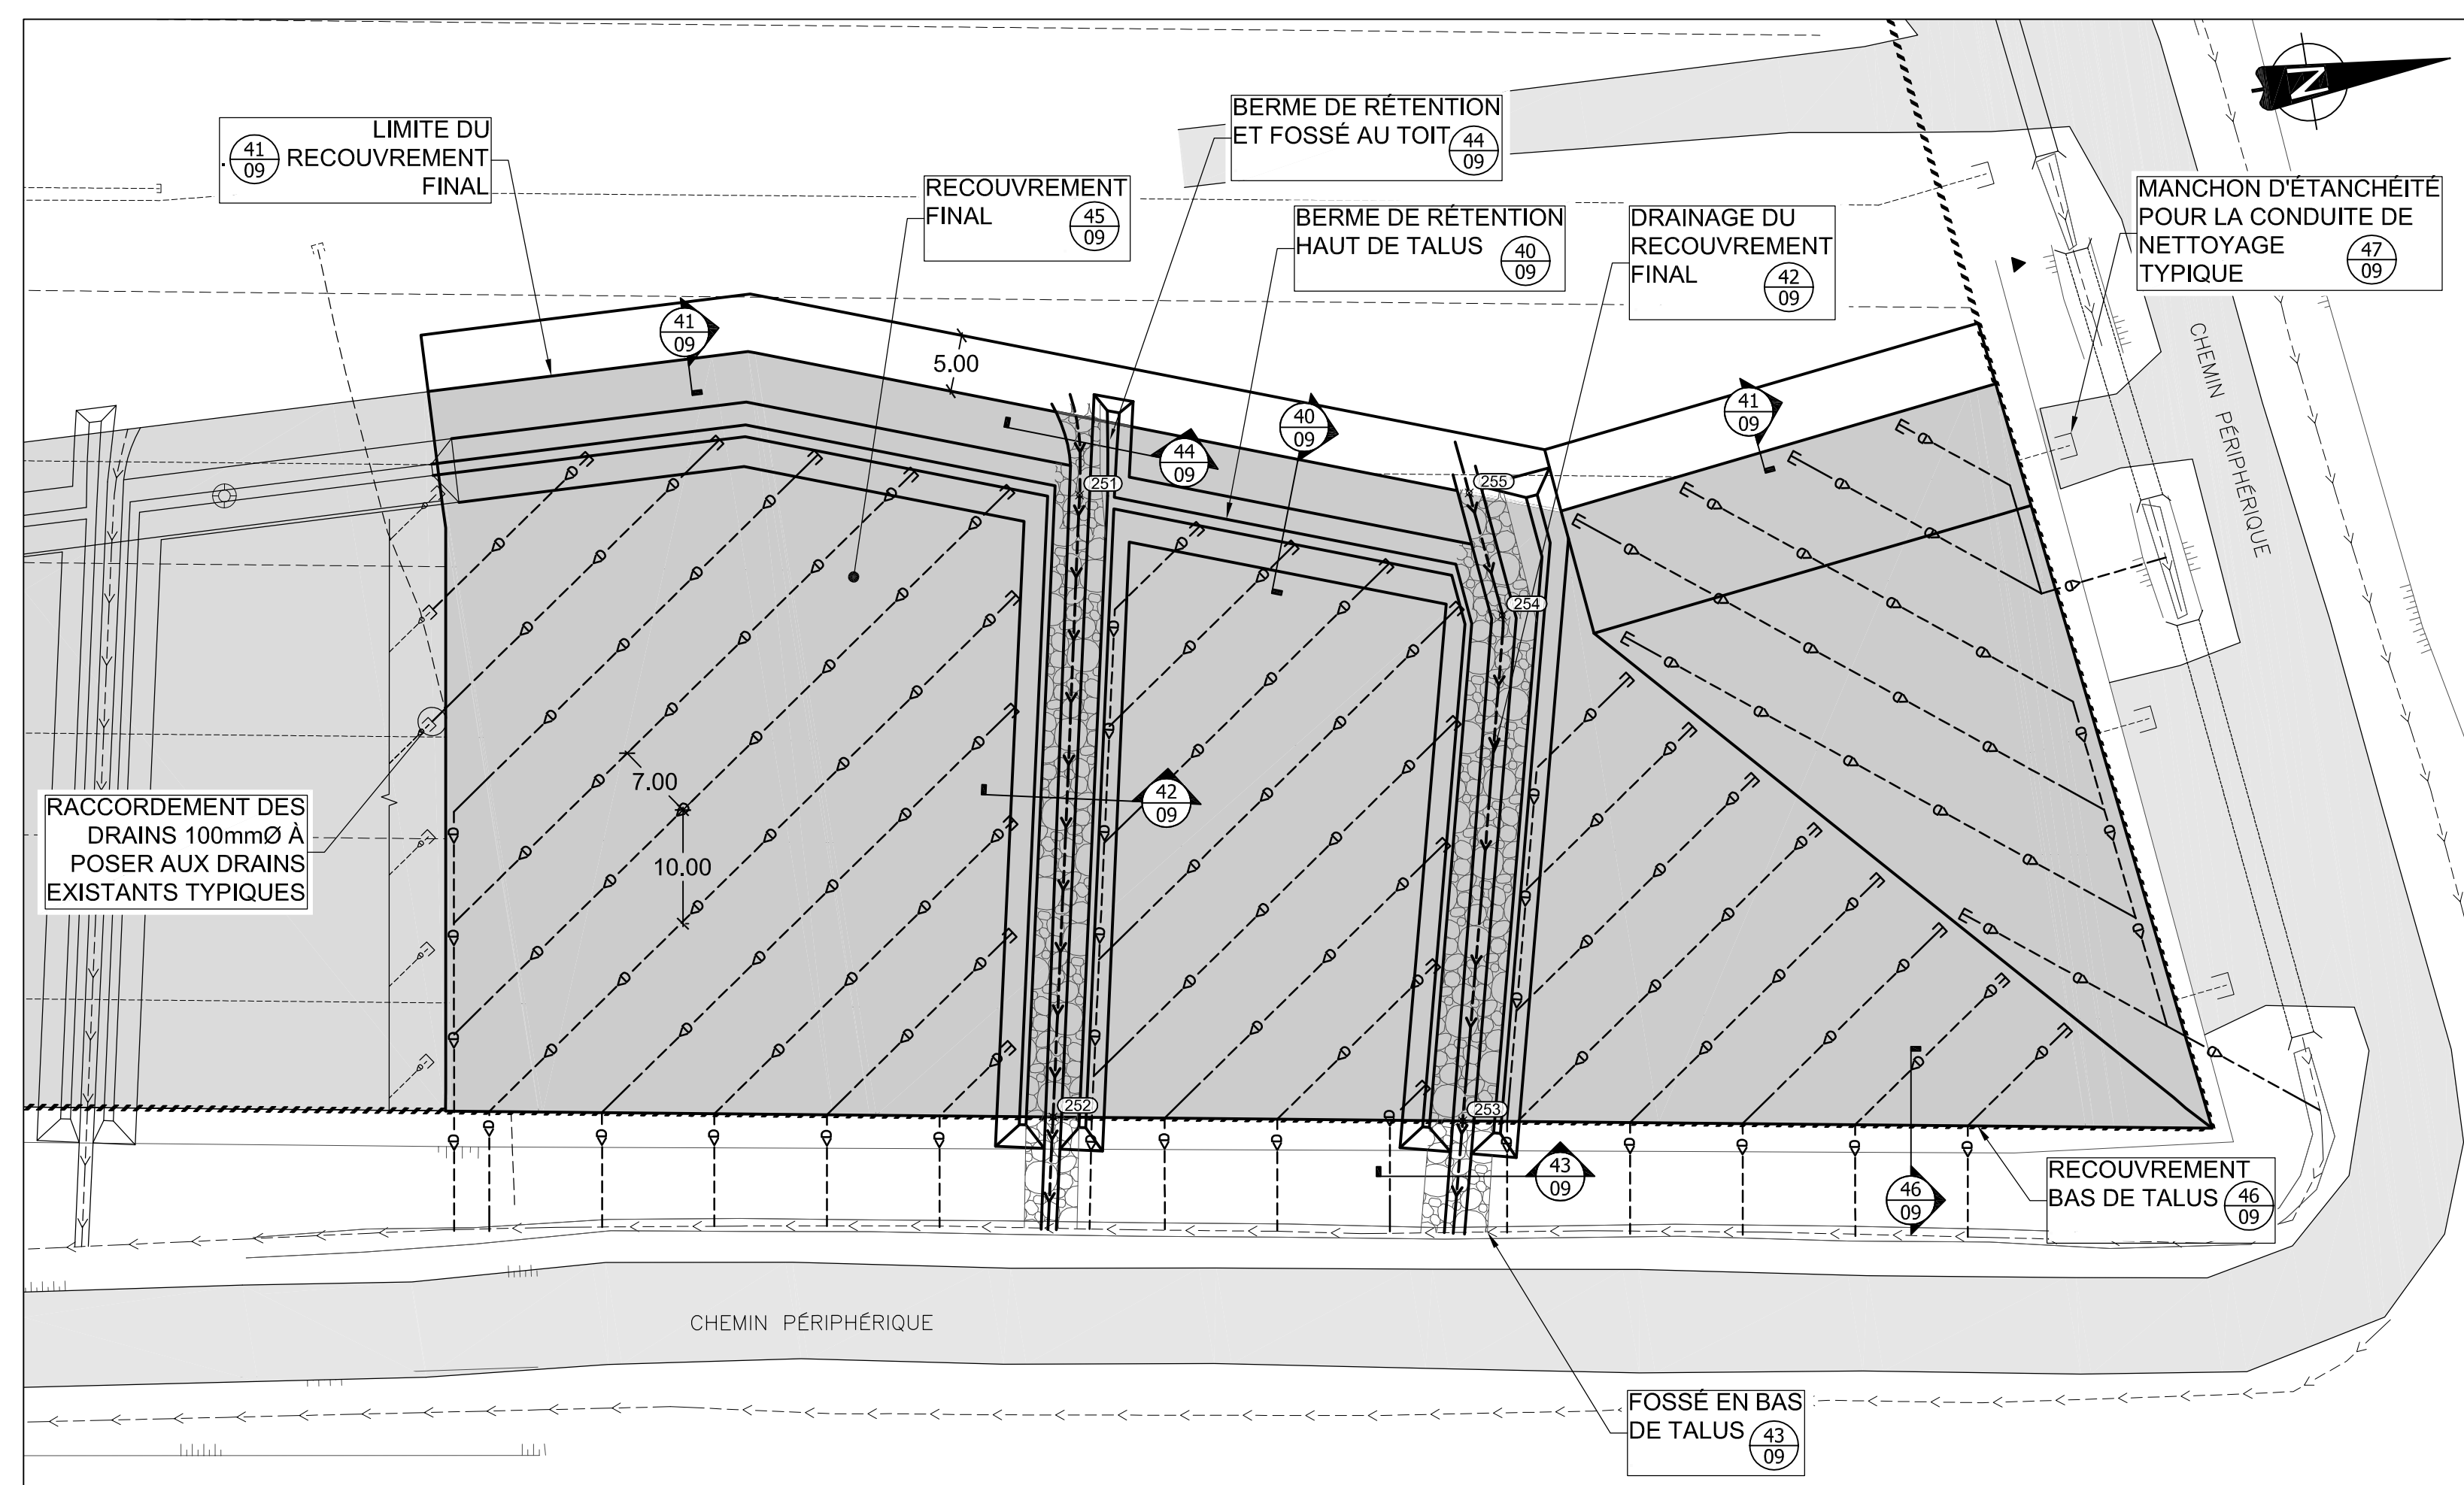 N
BERME DE RÉTENTION
ET FOSSÉ AU TOIT
44
09
LIMITE DU
RECOUVREMENT
FINAL
.
41
09
RECOUVREMENT
FINAL
45
09
BERME DE RÉTENTION
HAUT DE TALUS
40
09
DRAINAGE DU
RECOUVREMENT
FINAL
42
09
MANCHON D'ÉTANCHÉITÉ
POUR LA CONDUITE DE
NETTOYAGE
TYPIQUE
47
09
CHEMIN PÉRIPHÉRIQUE
41
09
5.00
40
09
41
09
44
09
251
255
254
7.00
10.00
42
09
RACCORDEMENT DES
DRAINS 100mmØ À
POSER AUX DRAINS
EXISTANTS TYPIQUES
252
253
43
09
46
09
RECOUVREMENT
BAS DE TALUS
46
09
CHEMIN PÉRIPHÉRIQUE
FOSSÉ EN BAS
DE TALUS
43
09